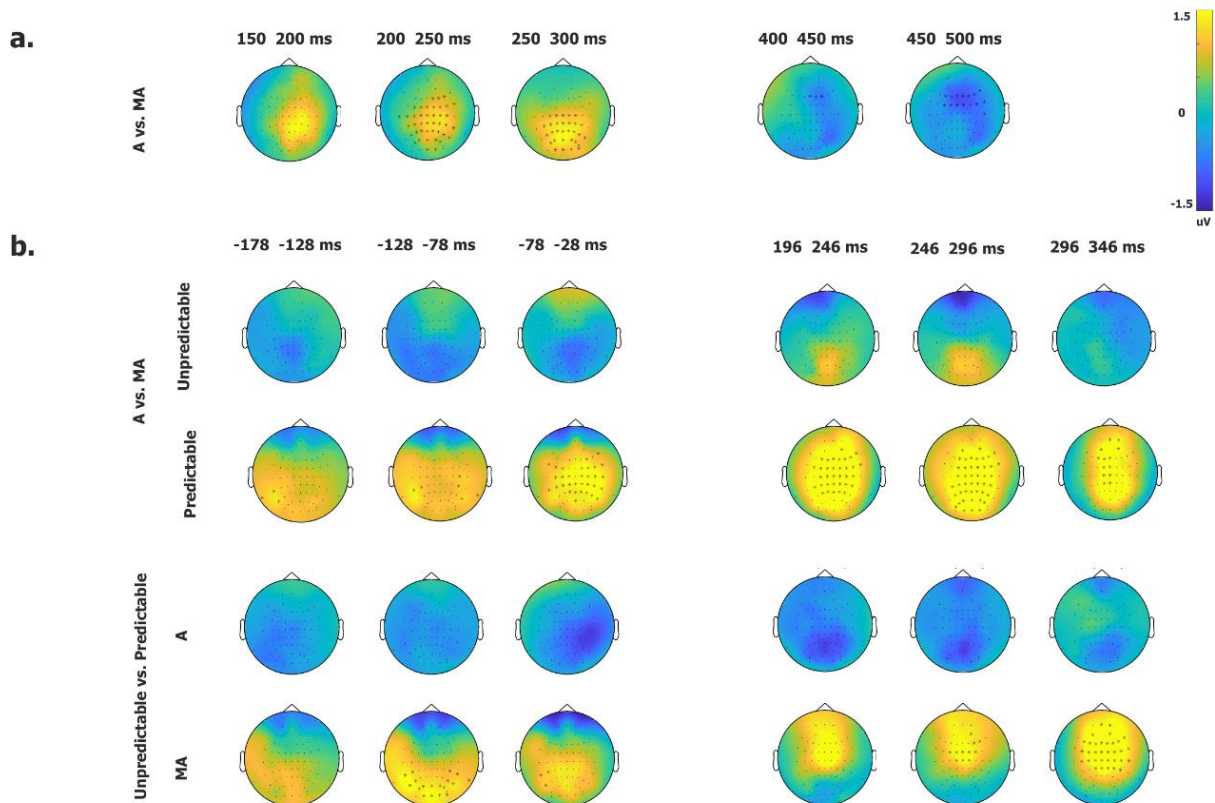 a.
150 200 ms
200 250 ms
250 300 ms
400 450 ms
450 500 ms
1.5
0
-1.5
uV
A vs. MA
b.
-178 -128 ms
-128 -78 ms
-78 -28 ms
196 246 ms
246 296 ms
296 346 ms
A vs. MA
Unpredictable
Predictable
Unpredictable vs. Predictable
A
MA